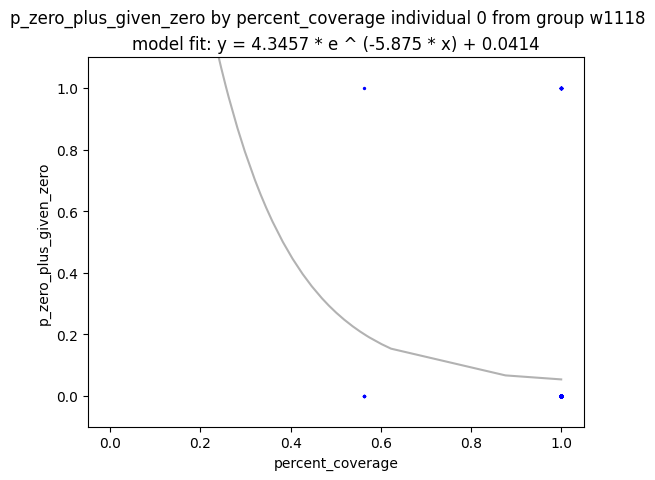 p_zero_plus_given_zero by percent_coverage individual 0 from group w1118
model fit: y = 4.3457 * e ^ (-5.875 * x) + 0.0414
1.0
0.8
0.6
0.4
0.2
0.0
p_zero_plus_given_zero
0.0 0.2 0.4 0.6 0.8 1.0
percent_coverage